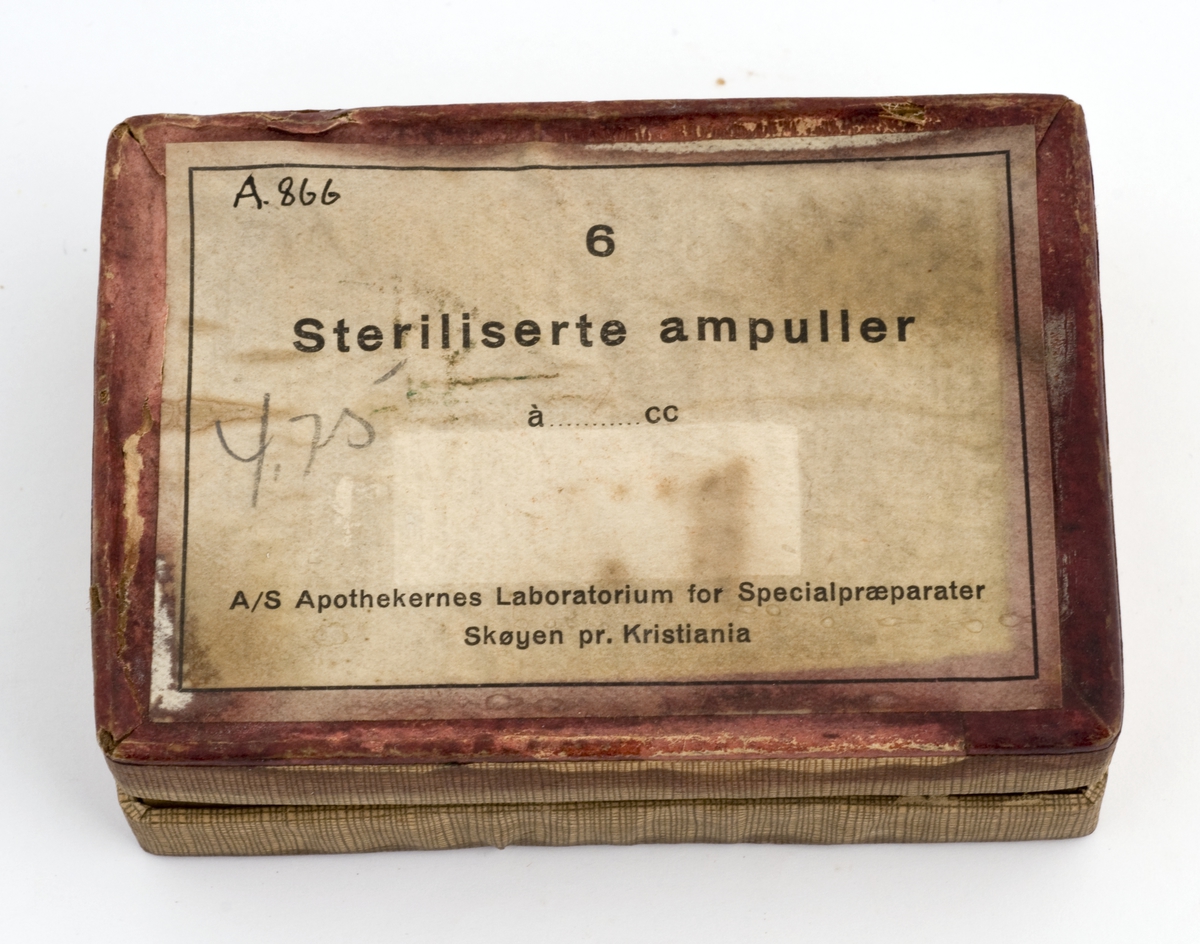 A. 866
6
Steriliserte ampuller
à...........cc
4,75
A/S Apothekernes Laboratorium for Specialpræparater
Skøyen pr. Kristiania